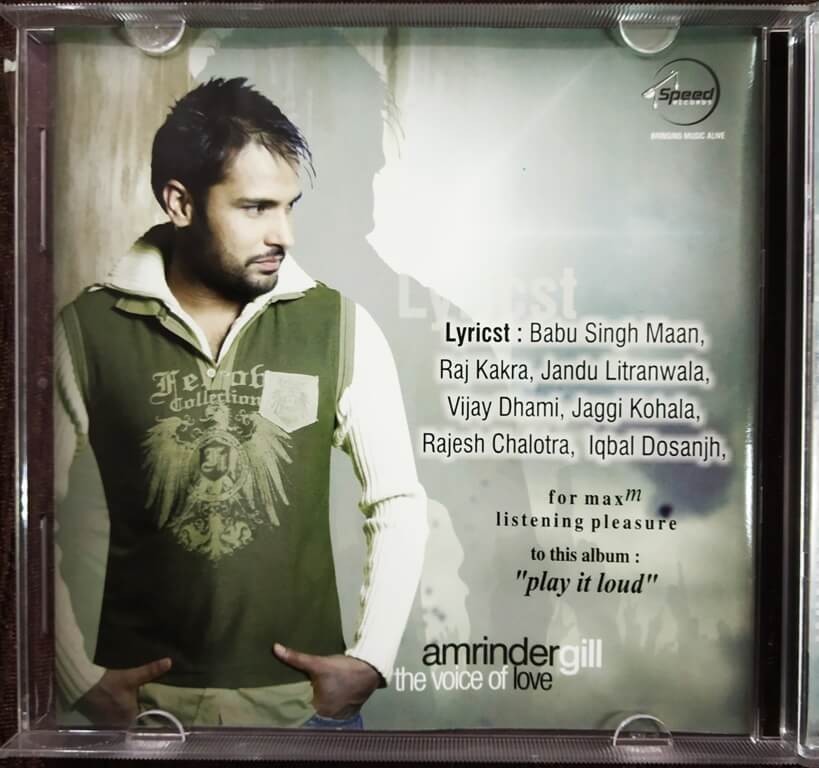 Speed
RECORDS
BRINGING MUSIC ALIVE
Lyricst
Lyricst : Babu Singh Maan,
Raj Kakra, Jandu Litranwala,
Vijay Dhami, Jaggi Kohala,
Rajesh Chalotra, Iqbal Dosanjh,
for maxm
listening pleasure
to this album :
"play it loud"
amrindergill
the voice of love
Collection